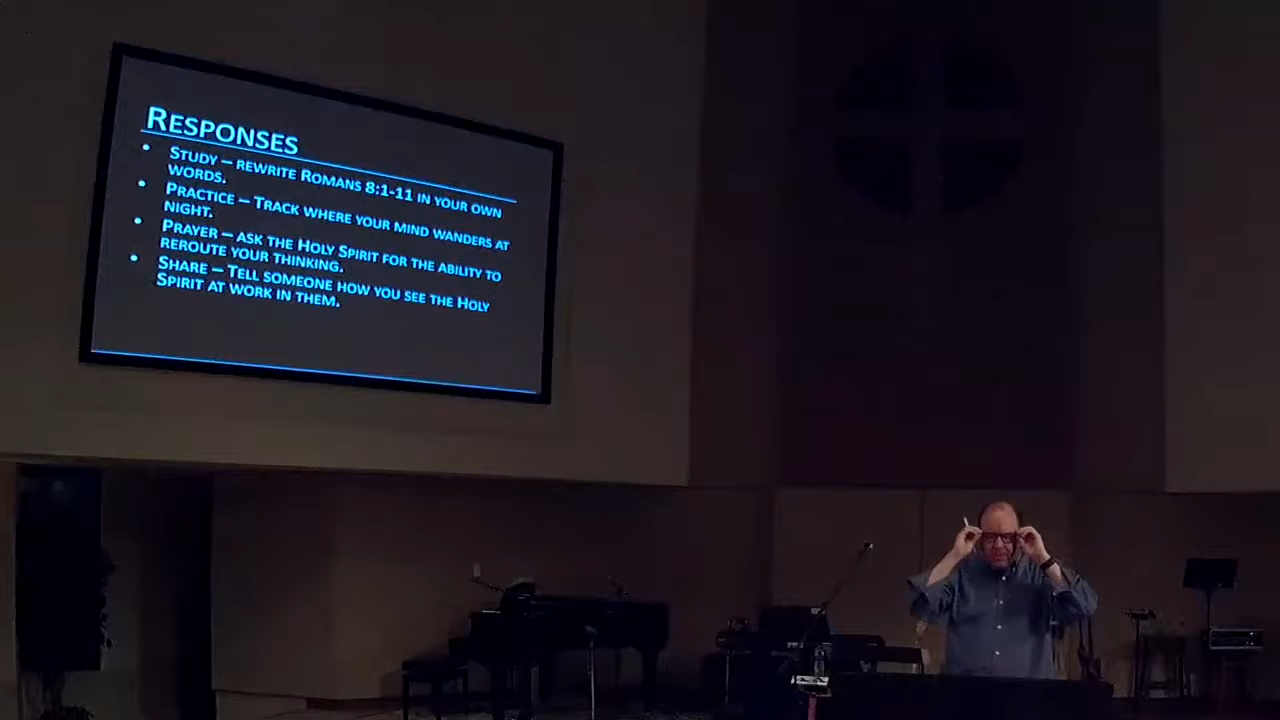 Responses
• Study – rewrite Romans 8:1-11 in your own
words.
• Practice – Track where your mind wanders at
night.
• Prayer – ask the Holy Spirit for the ability to
reroute your thinking.
• Share – Tell someone how you see the Holy
Spirit at work in them.